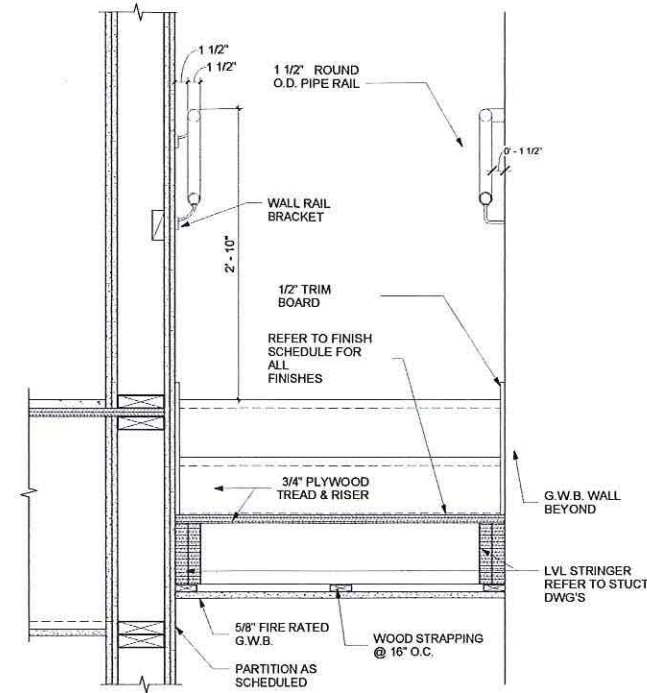 1 1/2"
1 1/2"
1 1/2" ROUND
O.D. PIPE RAIL
0' - 1 1/2"
WALL RAIL
BRACKET
2' - 10"
1/2" TRIM
BOARD
REFER TO FINISH
SCHEDULE FOR
ALL
FINISHES
3/4" PLYWOOD
TREAD & RISER
G.W.B. WALL
BEYOND
LVL STRINGER
REFER TO STUCT
DWG'S
5/8" FIRE RATED
G.W.B.
WOOD STRAPPING
@ 16" O.C.
PARTITION AS
SCHEDULED